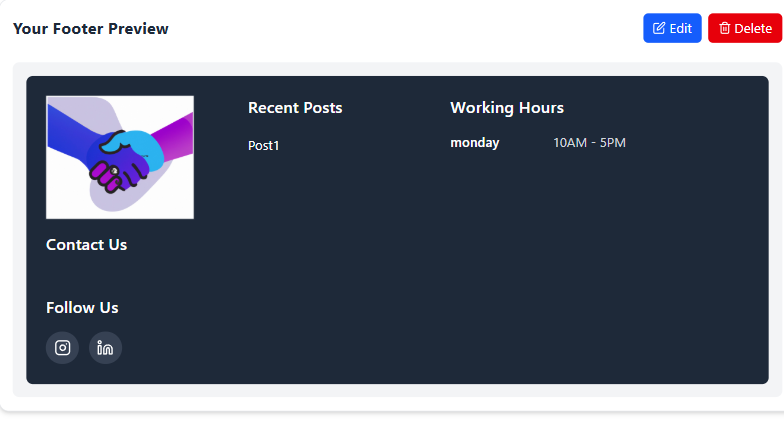 Your Footer Preview
Edit
Delete
Recent Posts
Post1
Working Hours
monday 10AM - 5PM
Contact Us
Follow Us